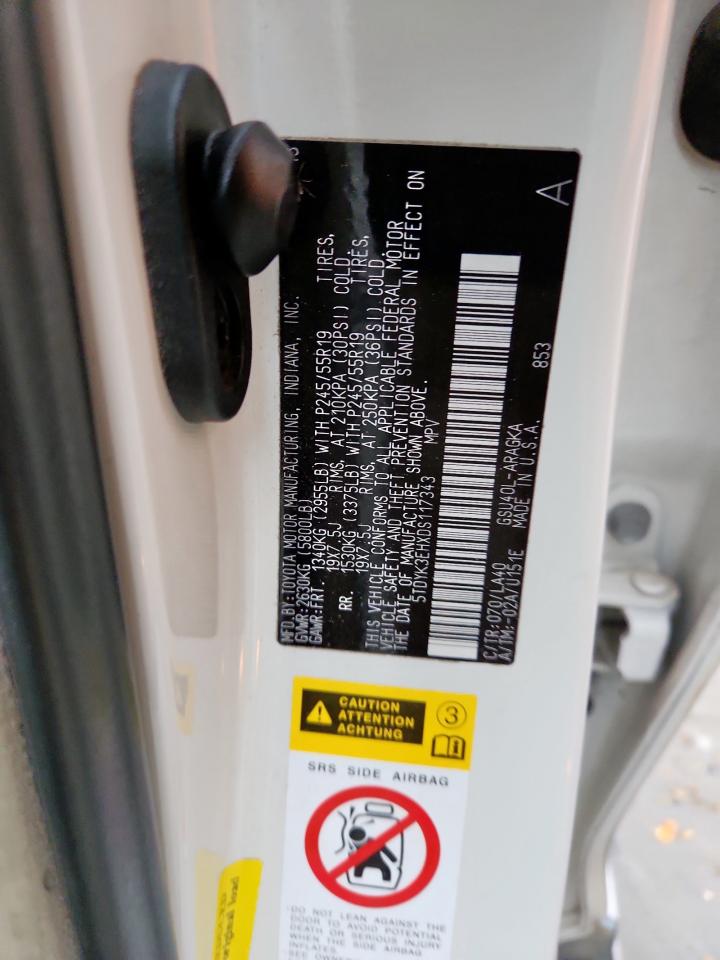 13
MFD.BY:TOYOTA MOTOR MANUFACTURING, INDIANA, INC.
GVWR:2630KG (5800LB)
GAWR:FRT 1340KG (2955LB) WITH P245/55R19 TIRES,
19X7.5J RIMS, AT 210KPA (30PSI) COLD.
RR. 1530KG (3375LB) WITH P245/55R19 TIRES,
19X7.5J RIMS, AT 250KPA (36PSI) COLD.
THIS VEHICLE CONFORMS TO ALL APPLICABLE FEDERAL MOTOR
VEHICLE SAFETY AND THEFT PREVENTION STANDARDS IN EFFECT ON
THE DATE OF MANUFACTURE SHOWN ABOVE.
5TDYK3EHXDS117343 MPV
C/TR:070/LA40 GSU40L-ARAGKA 853
A/TM:-02A/U151E MADE IN U.S.A.
A
CAUTION
ATTENTION
ACHTUNG
3
SRS SIDE AIRBAG
DO NOT LEAN AGAINST THE
DOOR TO AVOID POTENTIAL
DEATH OR SERIOUS INJURY
WHEN THE SIDE AIRBAG
INFLATES.
SEE OWNER
original load